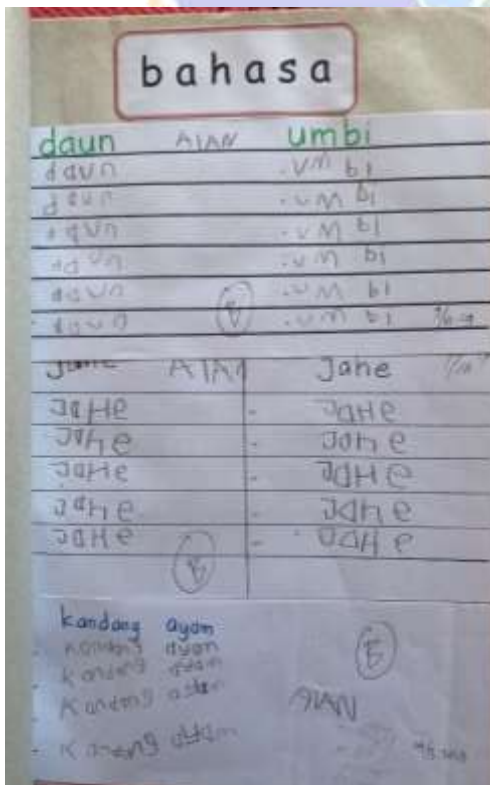 bahasa
daun AIAN umbi
daun umbi
daun umbi
daun umbi
daun umbi
daun umbi
daun umbi
Jahe AIAN Jahe
JaHe JaHe
JaHe JaHe
JaHe JaHe
JaHe JaHe
JaHe JaHe
kandang ayam
kandang ayam
kandang ayam
Kandang
AIAN
Kandang ayam